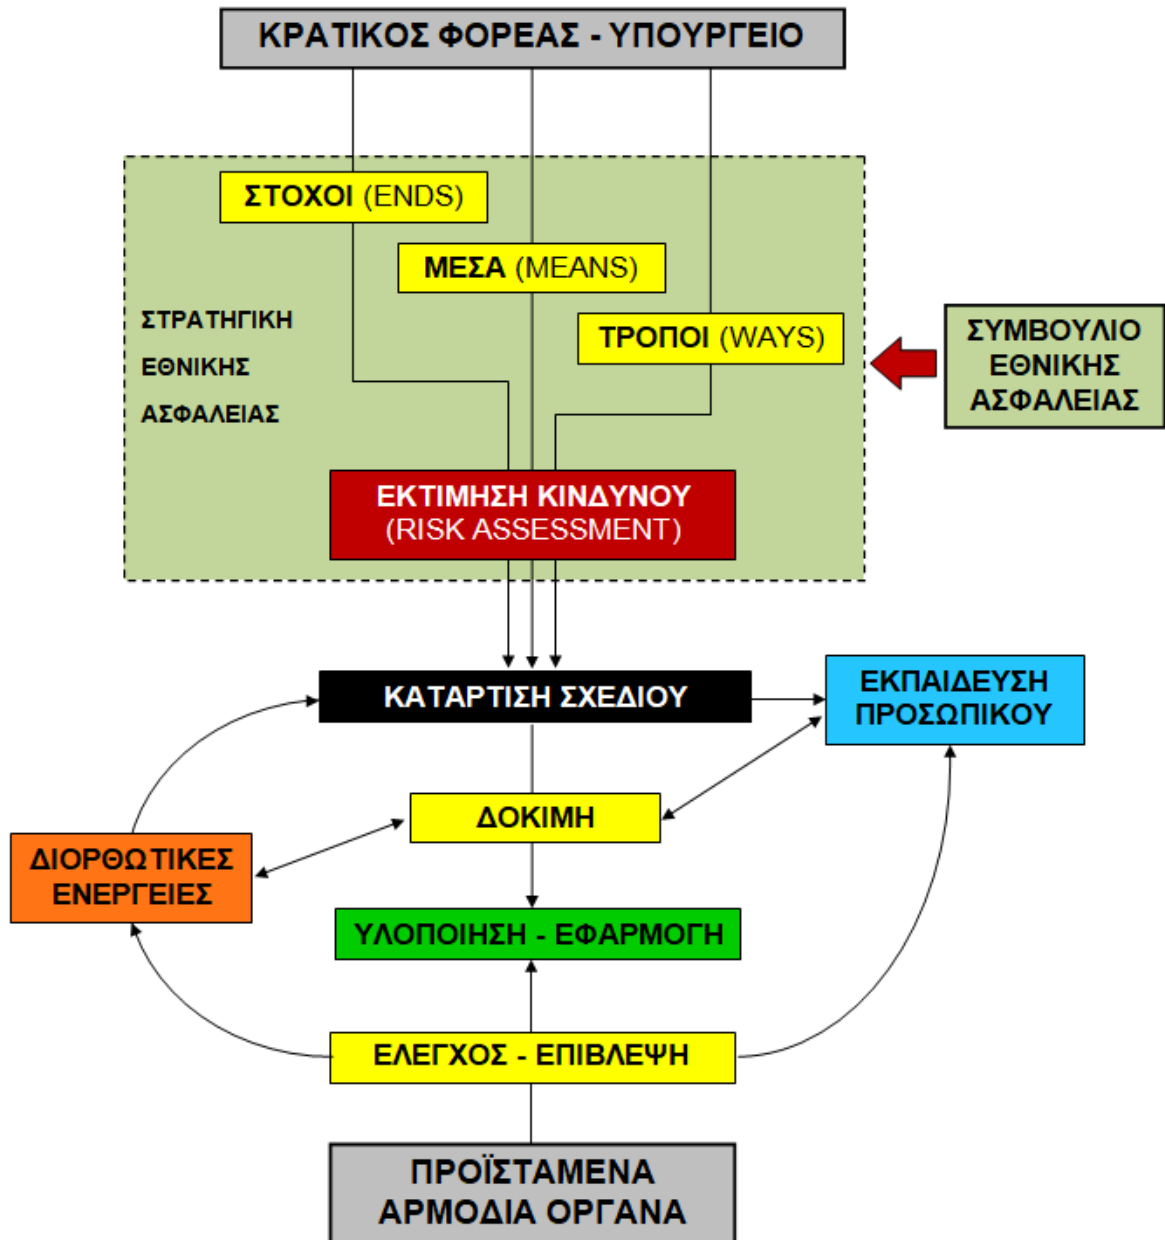 ΚΡΑΤΙΚΟΣ ΦΟΡΕΑΣ - ΥΠΟΥΡΓΕΙΟ
ΣΤΟΧΟΙ (ENDS)
ΜΕΣΑ (MEANS)
ΤΡΟΠΟΙ (WAYS)
ΣΤΡΑΤΗΓΙΚΗ
ΕΘΝΙΚΗΣ
ΑΣΦΑΛΕΙΑΣ
ΣΥΜΒΟΥΛΙΟ
ΕΘΝΙΚΗΣ
ΑΣΦΑΛΕΙΑΣ
ΕΚΤΙΜΗΣΗ ΚΙΝΔΥΝΟΥ
(RISK ASSESSMENT)
ΚΑΤΑΡΤΙΣΗ ΣΧΕΔΙΟΥ
ΕΚΠΑΙΔΕΥΣΗ
ΠΡΟΣΩΠΙΚΟΥ
ΔΟΚΙΜΗ
ΔΙΟΡΘΩΤΙΚΕΣ
ΕΝΕΡΓΕΙΕΣ
ΥΛΟΠΟΙΗΣΗ - ΕΦΑΡΜΟΓΗ
ΕΛΕΓΧΟΣ - ΕΠΙΒΛΕΨΗ
ΠΡΟΪΣΤΑΜΕΝΑ
ΑΡΜΟΔΙΑ ΟΡΓΑΝΑ